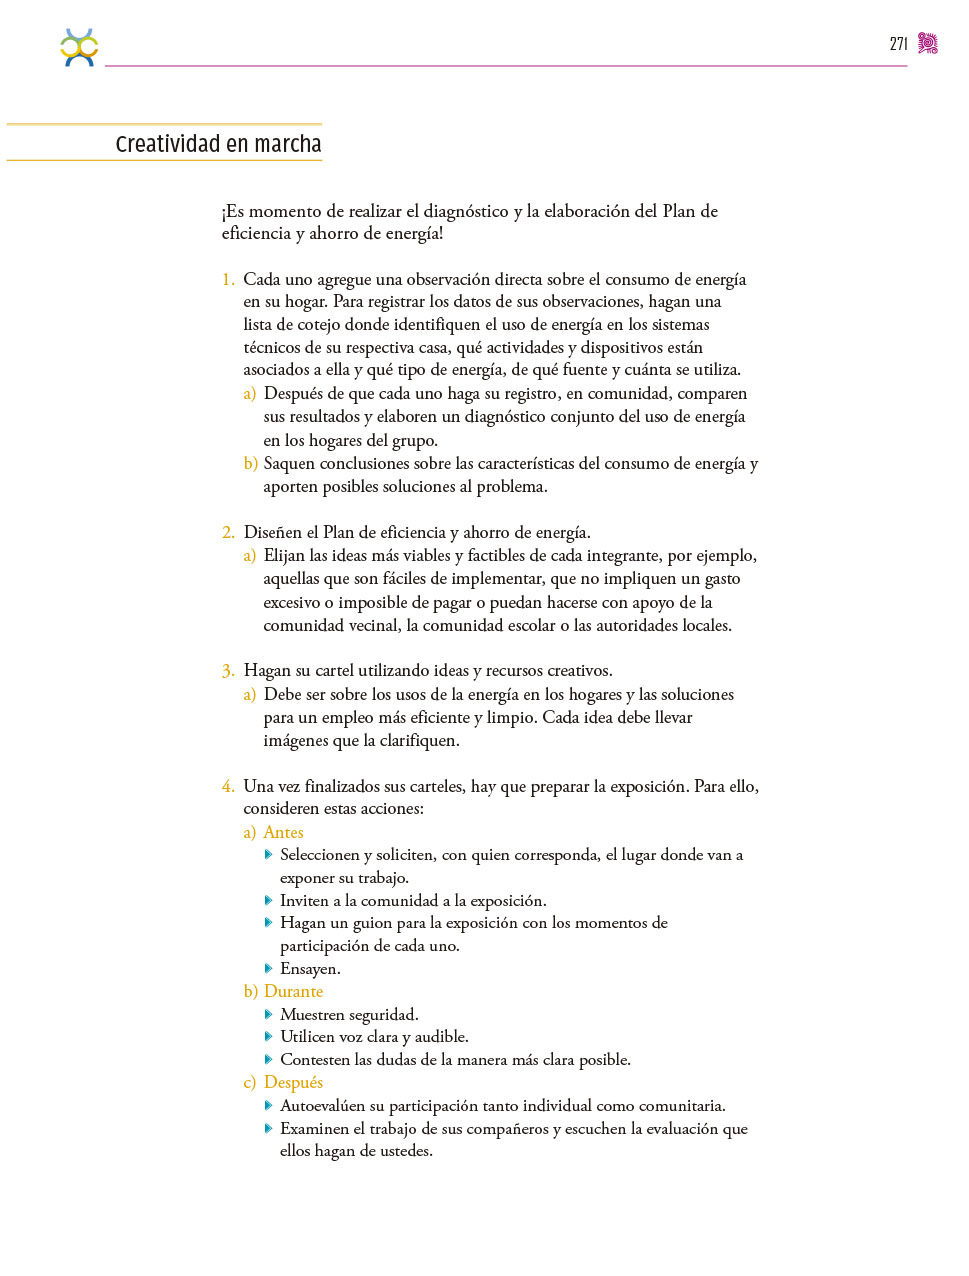 271
Creatividad en marcha
¡Es momento de realizar el diagnóstico y la elaboración del Plan de
eficiencia y ahorro de energía!
1. Cada uno agregue una observación directa sobre el consumo de energía
en su hogar. Para registrar los datos de sus observaciones, hagan una
lista de cotejo donde identifiquen el uso de energía en los sistemas
técnicos de su respectiva casa, qué actividades y dispositivos están
asociados a ella y qué tipo de energía, de qué fuente y cuánta se utiliza.
a) Después de que cada uno haga su registro, en comunidad, comparen
sus resultados y elaboren un diagnóstico conjunto del uso de energía
en los hogares del grupo.
b) Saquen conclusiones sobre las características del consumo de energía y
aporten posibles soluciones al problema.
2. Diseñen el Plan de eficiencia y ahorro de energía.
a) Elijan las ideas más viables y factibles de cada integrante, por ejemplo,
aquellas que son fáciles de implementar, que no impliquen un gasto
excesivo o imposible de pagar o puedan hacerse con apoyo de la
comunidad vecinal, la comunidad escolar o las autoridades locales.
3. Hagan su cartel utilizando ideas y recursos creativos.
a) Debe ser sobre los usos de la energía en los hogares y las soluciones
para un empleo más eficiente y limpio. Cada idea debe llevar
imágenes que la clarifiquen.
4. Una vez finalizados sus carteles, hay que preparar la exposición. Para ello,
consideren estas acciones:
a) Antes
Seleccionen y soliciten, con quien corresponda, el lugar donde van a
exponer su trabajo.
Inviten a la comunidad a la exposición.
Hagan un guion para la exposición con los momentos de
participación de cada uno.
Ensayen.
b) Durante
Muestren seguridad.
Utilicen voz clara y audible.
Contesten las dudas de la manera más clara posible.
c) Después
Autoevalúen su participación tanto individual como comunitaria.
Examinen el trabajo de sus compañeros y escuchen la evaluación que
ellos hagan de ustedes.